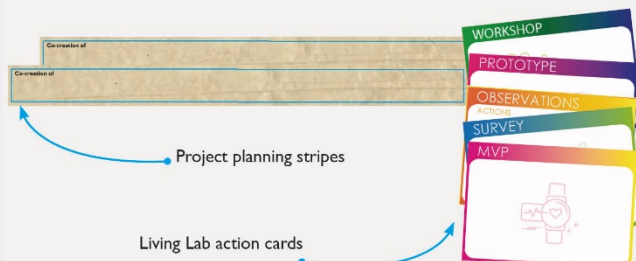 Co-creation of
Co-creation of
WORKSHOP
PROTOTYPE
OBSERVATIONS
ACTIONS
SURVEY
MVP
Project planning stripes
Living Lab action cards